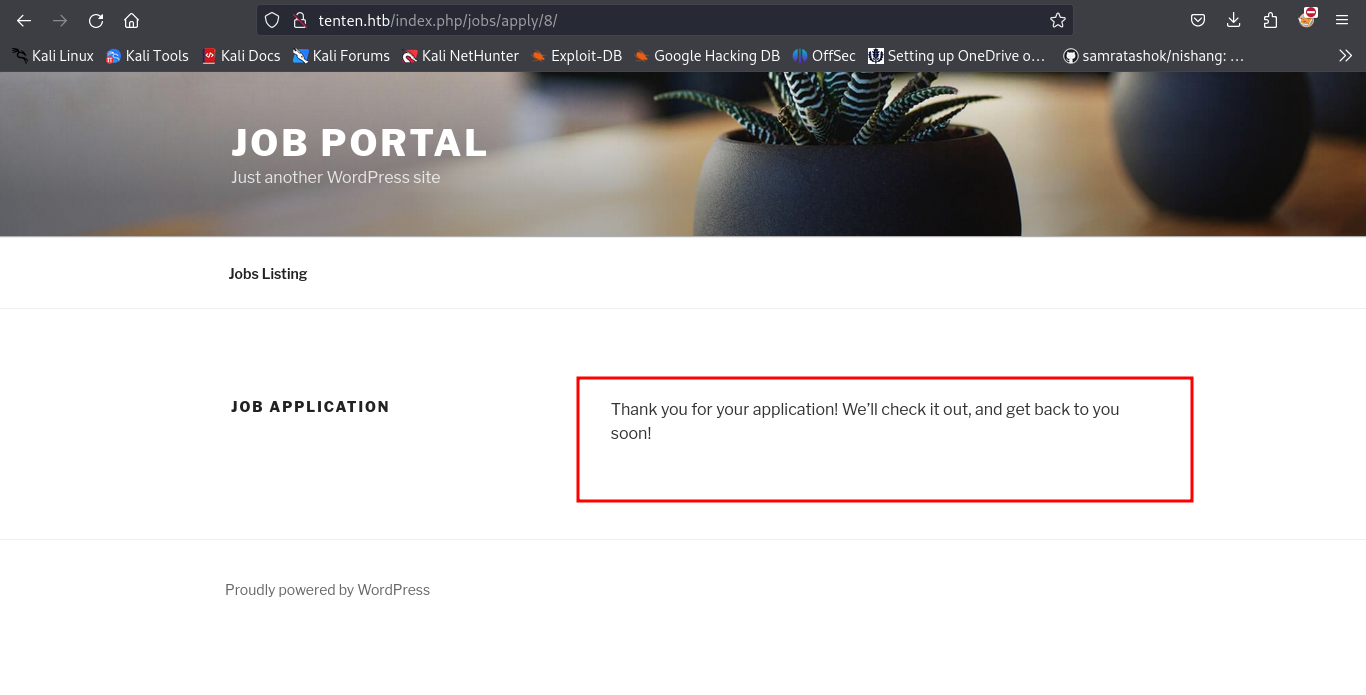 tenten.htb/index.php/jobs/apply/8/
Kali Linux Kali Tools Kali Docs Kali Forums Kali NetHunter Exploit-DB Google Hacking DB OffSec Setting up OneDrive o... samratashok/nishang: ...
JOB PORTAL
Just another WordPress site
Jobs Listing
JOB APPLICATION
Thank you for your application! We’ll check it out, and get back to you
soon!
Proudly powered by WordPress